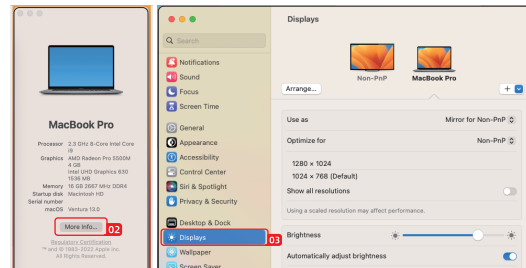 MacBook Pro
Processor 2.3 GHz 8-Core Intel Core
i9
Graphics AMD Radeon Pro 5500M
4 GB
Intel UHD Graphics 630
1536 MB
Memory 16 GB 2667 MHz DDR4
Startup disk Macintosh HD
Serial number
macOS Ventura 13.0
More Info...
02
Regulatory Certification
™ and © 1983-2022 Apple Inc.
All Rights Reserved.
Search
Notifications
Sound
Focus
Screen Time
General
Appearance
Accessibility
Control Center
Siri & Spotlight
Privacy & Security
Desktop & Dock
Displays
03
Wallpaper
Screen Saver
Displays
Non-PnP
MacBook Pro
Arrange...
Use as Mirror for Non-PnP
Optimize for Non-PnP
1280 × 1024
1024 × 768 (Default)
Show all resolutions
Using a scaled resolution may affect performance.
Brightness
Automatically adjust brightness